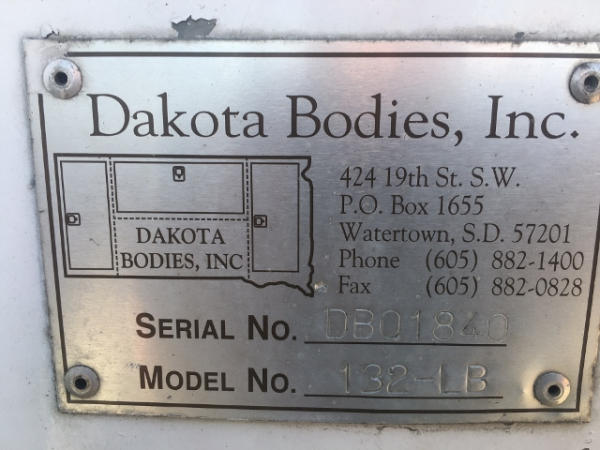 Dakota Bodies, Inc.
DAKOTA
BODIES, INC
424 19th St. S.W.
P.O. Box 1655
Watertown, S.D. 57201
Phone (605) 882-1400
Fax (605) 882-0828
SERIAL NO. DB01840
MODEL NO. 132-LB